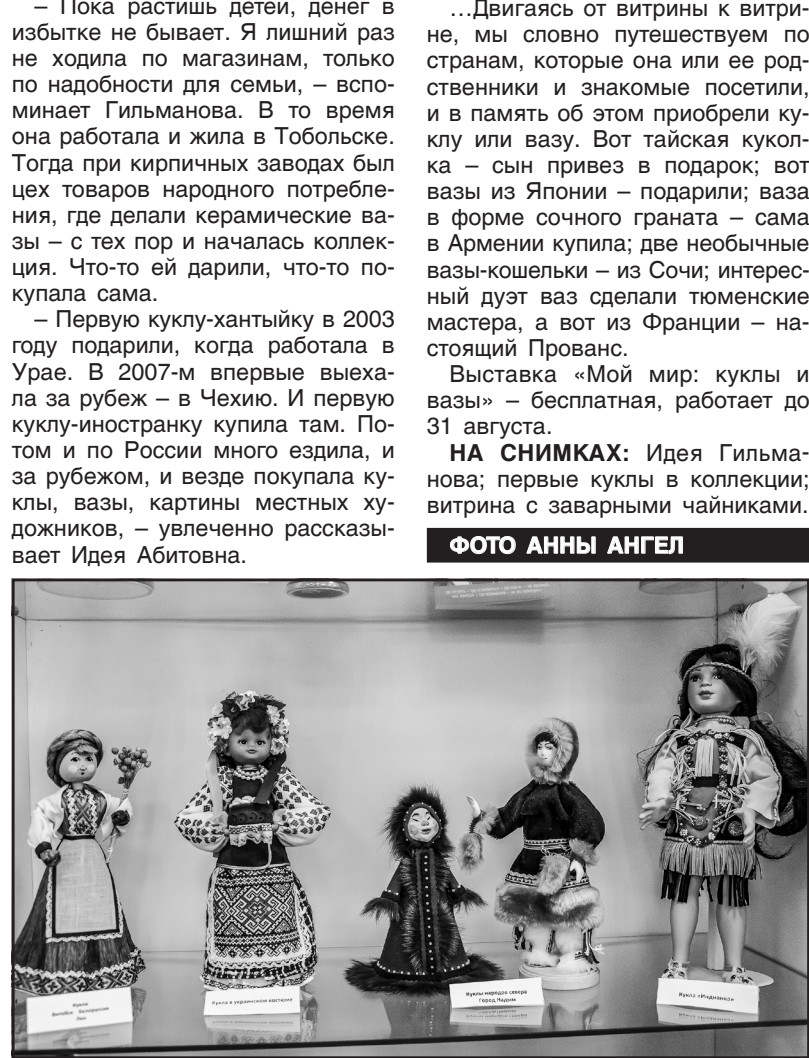 – Пока растишь детей, денег в
избытке не бывает. Я лишний раз
не ходила по магазинам, только
по надобности для семьи, – вспо-
минает Гильманова. В то время
она работала и жила в Тобольске.
Тогда при кирпичных заводах был
цех товаров народного потребле-
ния, где делали керамические ва-
зы – с тех пор и началась коллек-
ция. Что-то ей дарили, что-то по-
купала сама.
– Первую куклу-хантыйку в 2003
году подарили, когда работала в
Урае. В 2007-м впервые выеха-
ла за рубеж – в Чехию. И первую
куклу-иностранку купила там. По-
том и по России много ездила, и
за рубежом, и везде покупала ку-
клы, вазы, картины местных ху-
дожников, – увлеченно рассказы-
вает Идея Абитовна.
…Двигаясь от витрины к витри-
не, мы словно путешествуем по
странам, которые она или ее род-
ственники и знакомые посетили,
и в память об этом приобрели ку-
клу или вазу. Вот тайская кукол-
ка – сын привез в подарок; вот
вазы из Японии – подарили; ваза
в форме сочного граната – сама
в Армении купила; две необычные
вазы-кошельки – из Сочи; интерес-
ный дуэт ваз сделали тюменские
мастера, а вот из Франции – на-
стоящий Прованс.
Выставка «Мой мир: куклы и
вазы» – бесплатная, работает до
31 августа.
НА СНИМКАХ: Идея Гильма-
нова; первые куклы в коллекции;
витрина с заварными чайниками.
ФОТО АННЫ АНГЕЛ
Кукла
Витебск Белоруссия
Лен
Кукла в украинском костюме
Куклы народов севера
Город Надым
Кукла «Индианка»